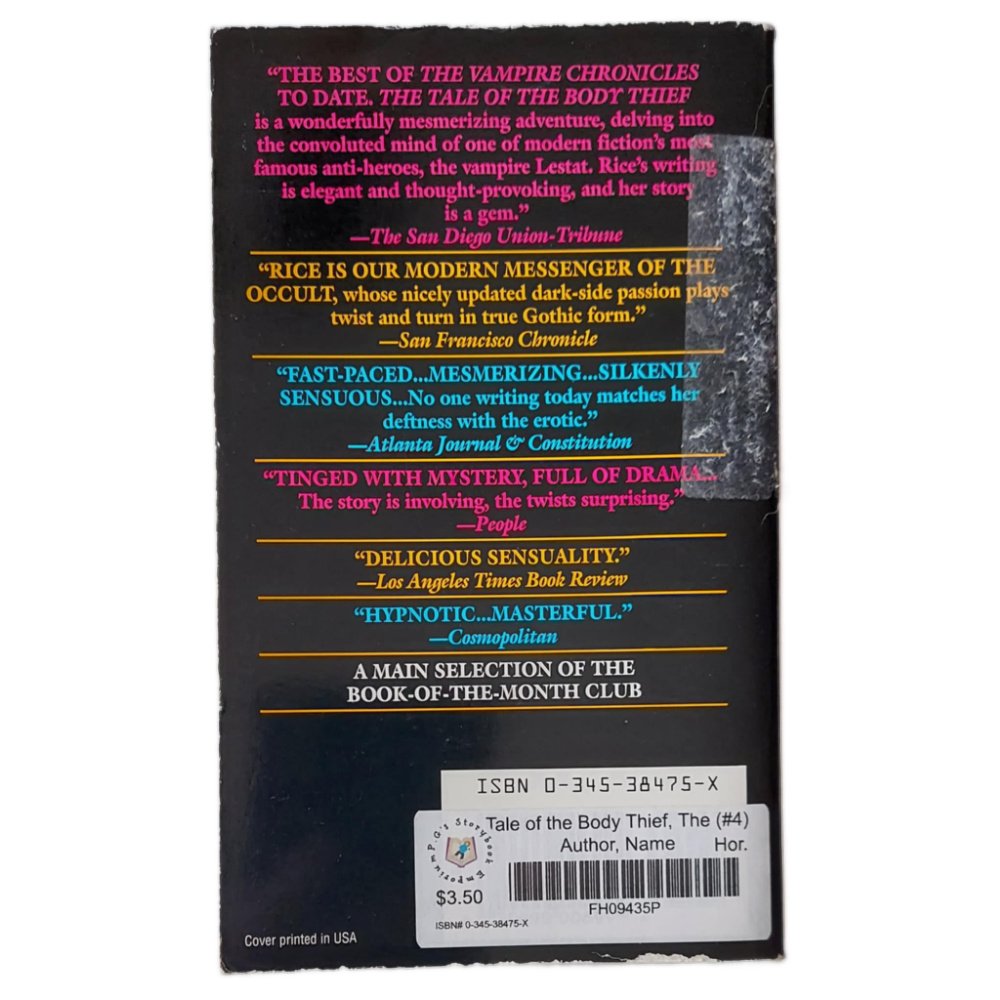 “THE BEST OF THE VAMPIRE CHRONICLES
TO DATE. THE TALE OF THE BODY THIEF
is a wonderfully mesmerizing adventure, delving into
the convoluted mind of one of modern fiction's most
famous anti-heroes, the vampire Lestat. Rice's writing
is elegant and thought-provoking, and her story
is a gem.”
—The San Diego Union-Tribune
“RICE IS OUR MODERN MESSENGER OF THE
OCCULT, whose nicely updated dark-side passion plays
twist and turn in true Gothic form.”
—San Francisco Chronicle
“FAST-PACED...MESMERIZING...SILKENLY
SENSUOUS...No one writing today matches her
deftness with the erotic.”
—Atlanta Journal & Constitution
“TINGED WITH MYSTERY, FULL OF DRAMA...
The story is involving, the twists surprising.”
—People
“DELICIOUS SENSUALITY.”
—Los Angeles Times Book Review
“HYPNOTIC...MASTERFUL.”
—Cosmopolitan
A MAIN SELECTION OF THE
BOOK-OF-THE-MONTH CLUB
ISBN 0-345-38475-X
P.G's Storybook Emporium
Tale of the Body Thief, The (#4)
Author, Name Hor.
$3.50
FH09435P
ISBN# 0-345-38475-X
Cover printed in USA